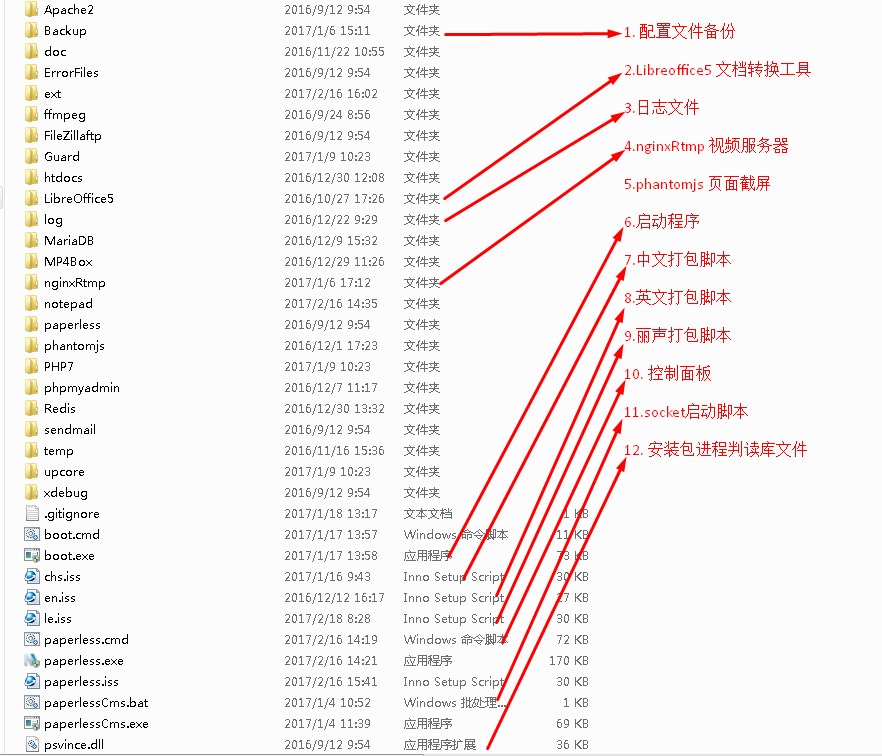 Apache2 2016/9/12 9:54 文件夹
Backup 2017/1/6 15:11 文件夹 1. 配置文件备份
doc 2016/11/22 10:55 文件夹
ErrorFiles 2016/9/12 9:54 文件夹 2.Libreoffice5 文档转换工具
ext 2017/2/16 16:02 文件夹
ffmpeg 2016/9/24 8:56 文件夹 3.日志文件
FileZillaftp 2016/9/12 9:54 文件夹
Guard 2017/1/9 10:23 文件夹 4.nginxRtmp 视频服务器
htdocs 2016/12/30 12:08 文件夹 5.phantomjs 页面截屏
LibreOffice5 2016/10/27 17:26 文件夹
log 2016/12/22 9:29 文件夹 6.启动程序
MariaDB 2016/12/9 15:32 文件夹
MP4Box 2016/12/29 11:26 文件夹 7.中文打包脚本
nginxRtmp 2017/1/6 17:12 文件夹
notepad 2017/2/16 14:35 文件夹 8.英文打包脚本
paperless 2016/9/12 9:54 文件夹 9.丽声打包脚本
phantomjs 2016/12/1 17:23 文件夹
PHP7 2017/1/9 10:23 文件夹 10. 控制面板
phpmyadmin 2016/12/7 11:17 文件夹
Redis 2016/12/30 13:32 文件夹 11.socket启动脚本
sendmail 2016/9/12 9:54 文件夹
temp 2016/11/16 15:36 文件夹 12. 安装包进程判读库文件
upcore 2017/1/9 10:23 文件夹
xdebug 2016/9/12 9:54 文件夹
.gitignore 2017/1/18 13:17 文本文档 1 KB
boot.cmd 2017/1/17 13:57 Windows 命令脚本 11 KB
boot.exe 2017/1/17 13:58 应用程序 73 KB
chs.iss 2017/1/16 9:43 Inno Setup Script 30 KB
en.iss 2016/12/12 16:17 Inno Setup Script 27 KB
le.iss 2017/2/18 8:28 Inno Setup Script 30 KB
paperless.cmd 2017/2/16 14:19 Windows 命令脚本 72 KB
paperless.exe 2017/2/16 14:21 应用程序 170 KB
paperless.iss 2017/2/16 15:41 Inno Setup Script 30 KB
paperlessCms.bat 2017/1/4 10:52 Windows 批处理... 1 KB
paperlessCms.exe 2017/1/4 11:39 应用程序 69 KB
psvince.dll 2016/9/12 9:54 应用程序扩展 36 KB